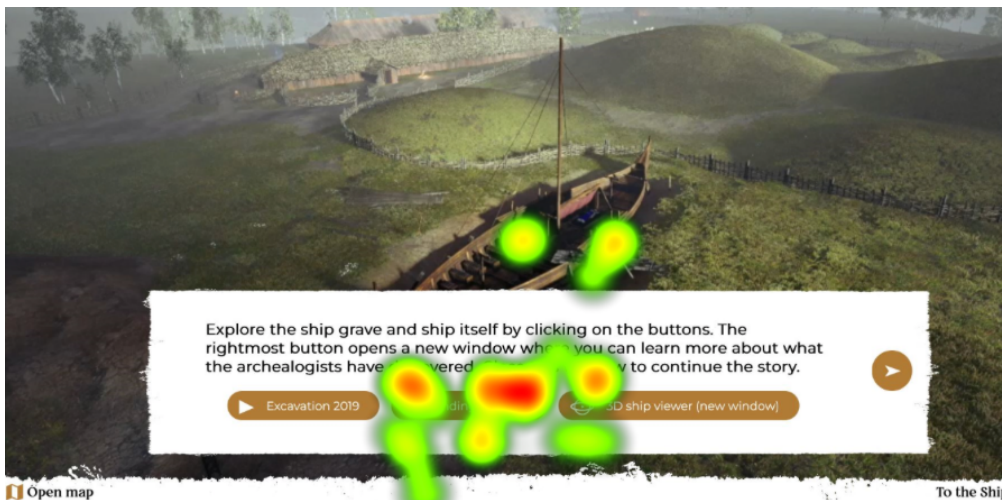 Explore the ship grave and ship itself by clicking on the buttons. The
rightmost button opens a new window where you can learn more about what
the archealogists have to continue the story.
Excavation 2019
ship viewer (new window)
Open map
To the Ship